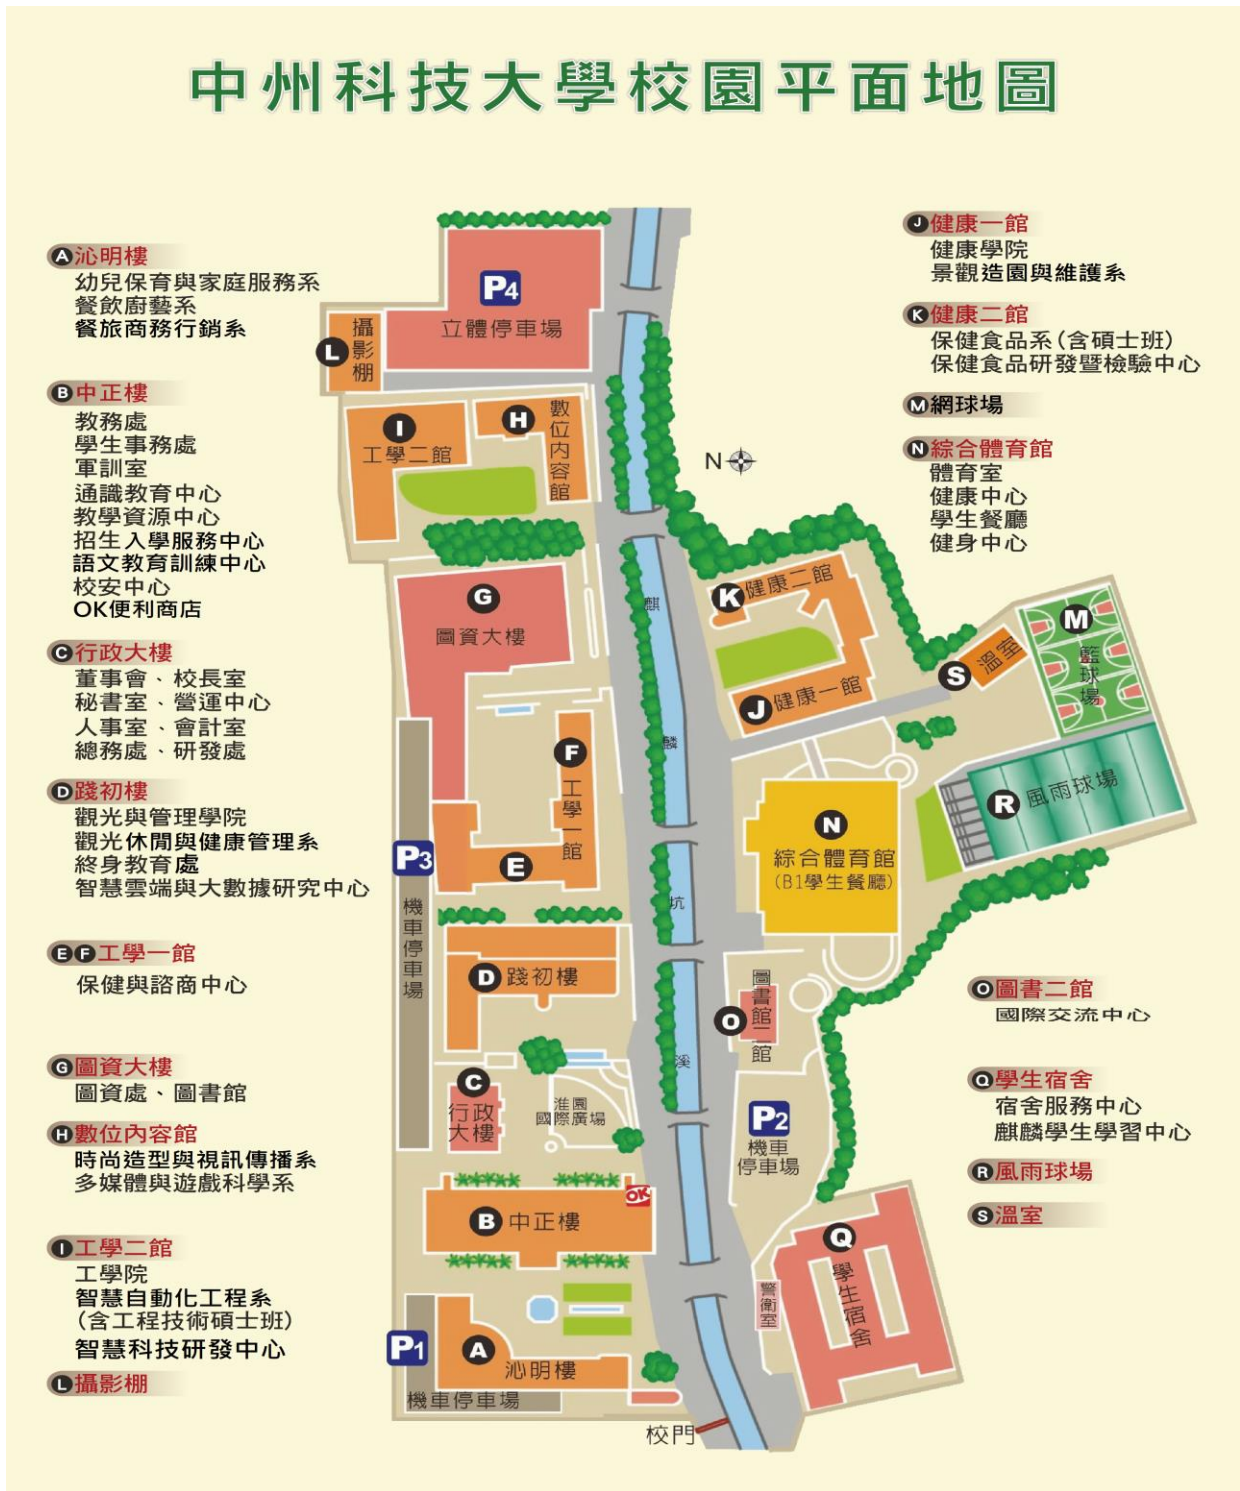 中州科技大學校園平面地圖
A 沁明樓
幼兒保育與家庭服務系
餐飲廚藝系
餐旅商務行銷系
B 中正樓
教務處
學生事務處
軍訓室
通識教育中心
教學資源中心
招生入學服務中心
語文教育訓練中心
校安中心
OK便利商店
C 行政大樓
董事會、校長室
秘書室、營運中心
人事室、會計室
總務處、研發處
D 踐初樓
觀光與管理學院
觀光休閒與健康管理系
終身教育處
智慧雲端與大數據研究中心
E F 工學一館
保健與諮商中心
G 圖資大樓
圖資處、圖書館
H 數位內容館
時尚造型與視訊傳播系
多媒體與遊戲科學系
I 工學二館
工學院
智慧自動化工程系
(含工程技術碩士班)
智慧科技研發中心
L 攝影棚
P4
立體停車場
L
攝影棚
I
工學二館
H
數位內容館
N
G
圖資大樓
F
工學一館
E
P3
機車停車場
D 踐初樓
C
行政
大樓
淮園
國際廣場
OK
B 中正樓
P1
A
沁明樓
機車停車場
校門
麒
麟
坑
溪
K 健康二館
J 健康一館
S 溫室
M
籃球場
R 風雨球場
N
綜合體育館
(B1學生餐廳)
O
圖書館二館
P2
機車
停車場
Q
學生宿舍
警衛室
J 健康一館
健康學院
景觀造園與維護系
K 健康二館
保健食品系(含碩士班)
保健食品研發暨檢驗中心
M 網球場
N 綜合體育館
體育室
健康中心
學生餐廳
健身中心
O 圖書二館
國際交流中心
Q 學生宿舍
宿舍服務中心
麒麟學生學習中心
R 風雨球場
S 溫室